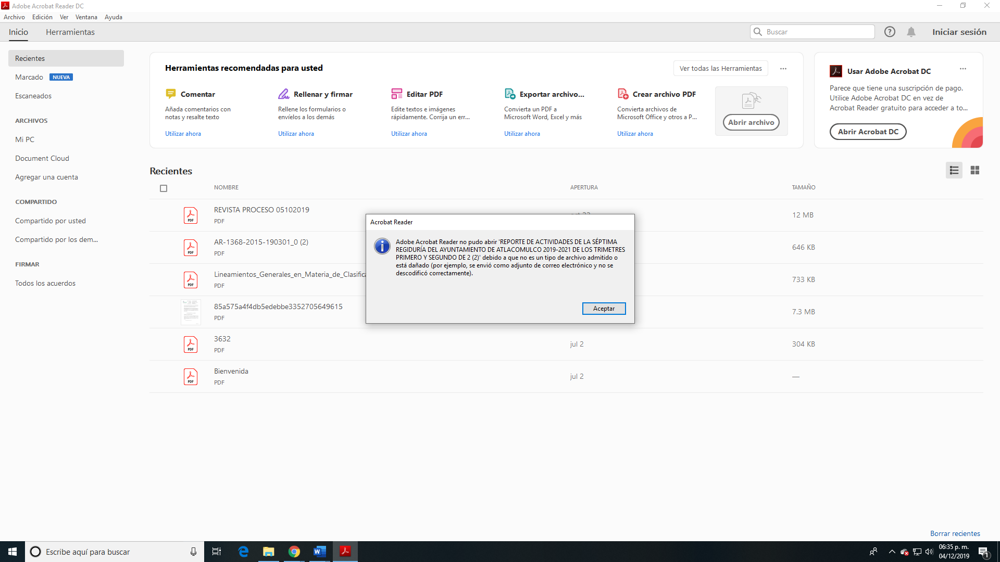 Adobe Acrobat Reader DC
Archivo Edición Ver Ventana Ayuda
Inicio Herramientas
Buscar
Iniciar sesión
Recientes
Marcado NUEVA
Escaneados
ARCHIVOS
Mi PC
Document Cloud
Agregar una cuenta
COMPARTIDO
Compartido por usted
Compartido por los dem...
FIRMAR
Todos los acuerdos
Herramientas recomendadas para usted
Ver todas las Herramientas
Comentar
Añada comentarios con
notas y resalte texto
Utilizar ahora
Rellenar y firmar
Rellene los formularios o
envíelos a los demás
Utilizar ahora
Editar PDF
Edite textos e imágenes
rápidamente. Corrija un err...
Utilizar ahora
Exportar archivo...
Convierta un PDF a
Microsoft Word, Excel y más
Utilizar ahora
Crear archivo PDF
Convierta archivos de
Microsoft Office y otros a P...
Utilizar ahora
Abrir archivo
Usar Adobe Acrobat DC
Parece que tiene una suscripción de pago.
Utilice Adobe Acrobat DC en vez de
Acrobat Reader gratuito para acceder a to...
Abrir Acrobat DC
Recientes
NOMBRE APERTURA TAMAÑO
REVISTA PROCESO 05102019
PDF
12 MB
AR-1368-2015-190301_0 (2)
PDF
646 KB
Lineamientos_Generales_en_Materia_de_Clasifica
PDF
733 KB
85a575a4f4db5edebbe3352705649615
PDF
7.3 MB
3632
PDF
jul 2
304 KB
Bienvenida
PDF
jul 2
—
Acrobat Reader
Adobe Acrobat Reader no pudo abrir 'REPORTE DE ACTIVIDADES DE LA SÉPTIMA
REGIDURÍA DEL AYUNTAMIENTO DE ATLACOMULCO 2019-2021 DE LOS TRIMETRES
PRIMERO Y SEGUNDO DE 2 (2)' debido a que no es un tipo de archivo admitido o
está dañado (por ejemplo, se envió como adjunto de correo electrónico y no se
descodificó correctamente).
Aceptar
Borrar recientes
Escribe aquí para buscar
06:35 p. m.
04/12/2019
1